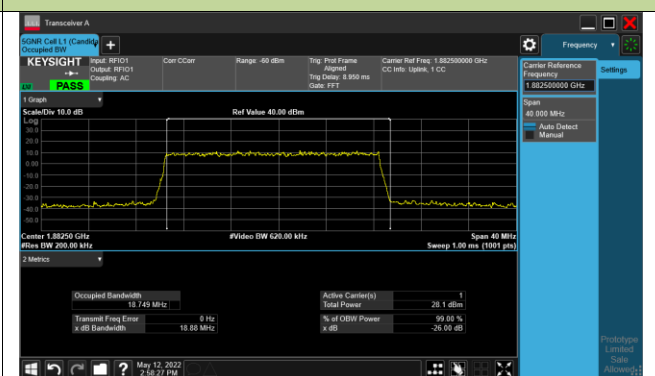 Transceiver A
5GNR Cell L1 (Candid
Occupied BW
Frequency
KEYSIGHT
PASS
Input: RFIO1
Output: RFIO1
Coupling: AC
Corr CCorr
Range: -60 dBm
Trig: Prot Frame
Aligned
Trig Delay: 8.950 ms
Gate: FFT
Carrier Ref Freq: 1.882500000 GHz
CC Info: Uplink, 1 CC
Carrier Reference
Frequency
1.882500000 GHz
Settings
Span
40.000 MHz
Auto Detect
Manual
1 Graph
Scale/Div 10.0 dB
Ref Value 40.00 dBm
Log
30.0
20.0
10.0
0.00
-10.0
-20.0
-30.0
-40.0
-50.0
Center 1.88250 GHz
#Video BW 620.00 kHz
Span 40 MHz
#Res BW 200.00 kHz
Sweep 1.00 ms (1001 pts)
2 Metrics
Occupied Bandwidth
18.749 MHz
Active Carrier(s) 1
Total Power 28.1 dBm
Transmit Freq Error 0 Hz
x dB Bandwidth 18.88 MHz
% of OBW Power 99.00 %
x dB -26.00 dB
Prototype
Limited
Sale
Allowed
May 12, 2022
2:58:27 PM